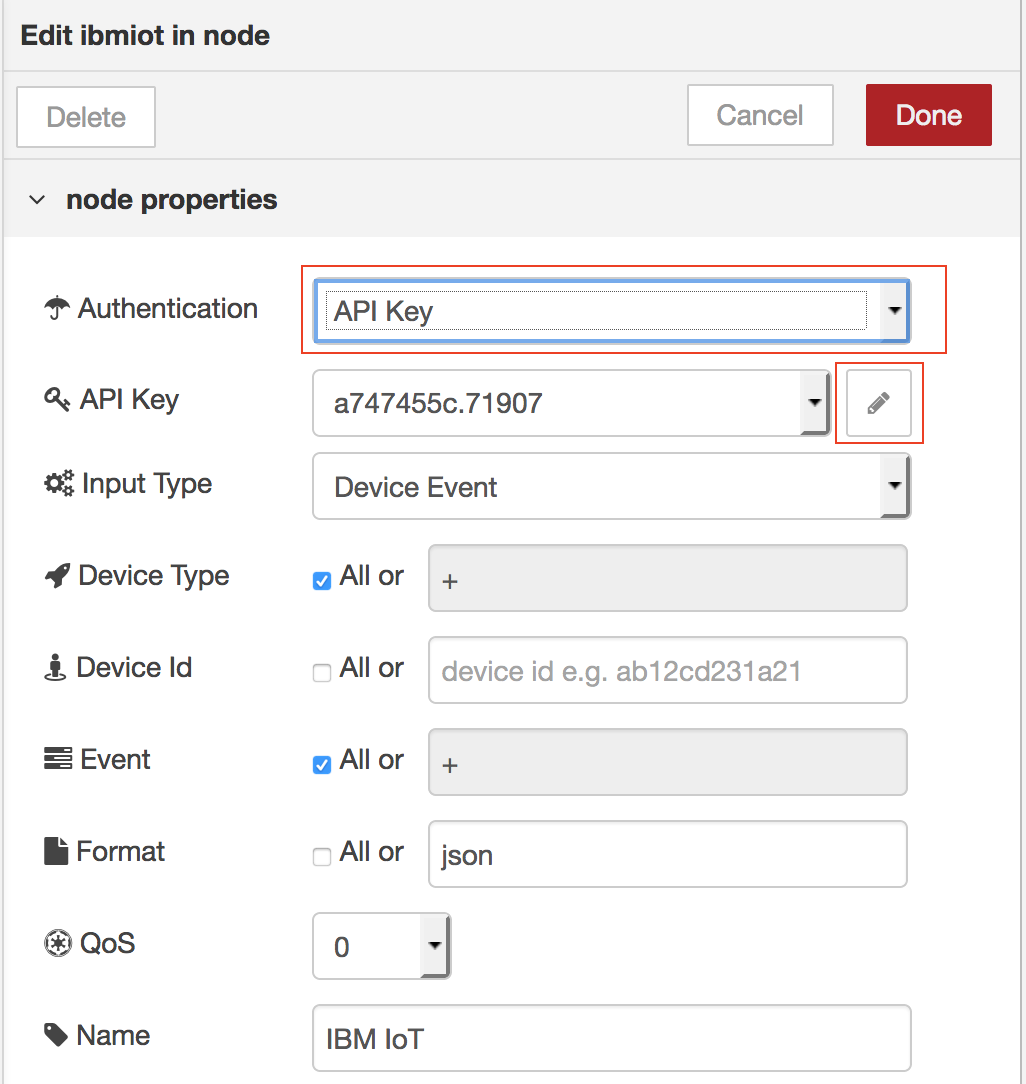 Edit ibmiot in node
Delete Cancel Done
node properties
Authentication API Key
API Key a747455c.71907
Input Type Device Event
Device Type All or +
Device Id All or device id e.g. ab12cd231a21
Event All or +
Format All or json
QoS 0
Name IBM IoT